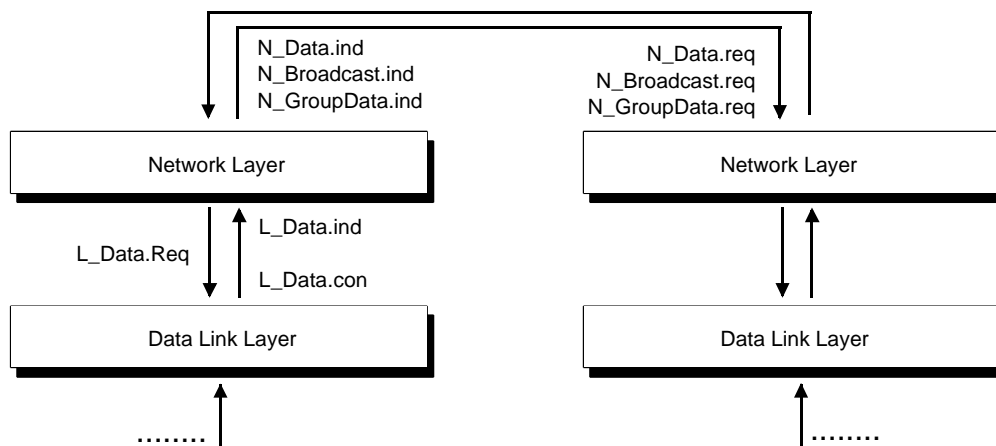 N_Data.ind
N_Broadcast.ind
N_GroupData.ind
N_Data.req
N_Broadcast.req
N_GroupData.req
Network Layer
Network Layer
L_Data.Req
L_Data.ind
L_Data.con
Data Link Layer
Data Link Layer
........
........